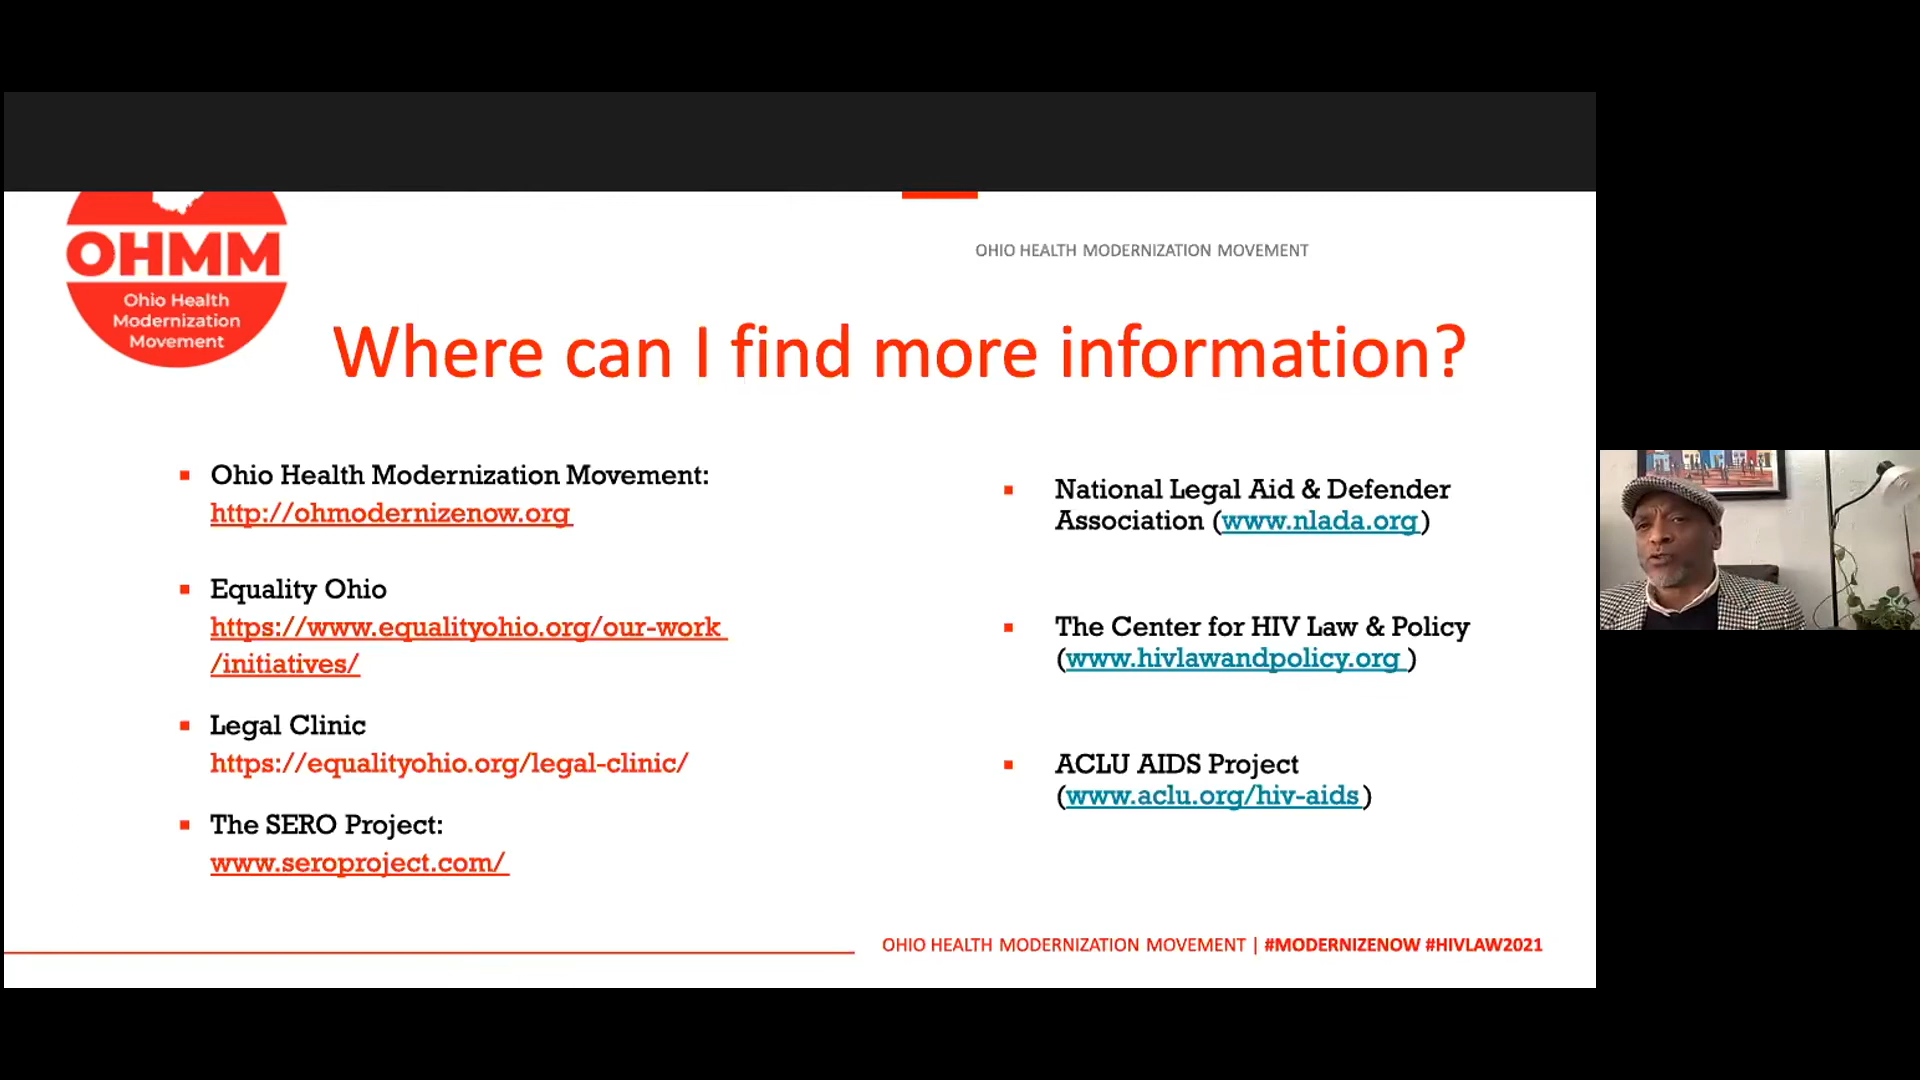 OHMM
Ohio Health
Modernization
Movement
OHIO HEALTH MODERNIZATION MOVEMENT
Where can I find more information?
Ohio Health Modernization Movement:
http://ohmodernizenow.org
Equality Ohio
https://www.equalityohio.org/our-work
/initiatives/
Legal Clinic
https://equalityohio.org/legal-clinic/
The SERO Project:
www.seroproject.com/
National Legal Aid & Defender
Association (www.nlada.org)
The Center for HIV Law & Policy
(www.hivlawandpolicy.org )
ACLU AIDS Project
(www.aclu.org/hiv-aids)
OHIO HEALTH MODERNIZATION MOVEMENT | #MODERNIZENOW #HIVLAW2021